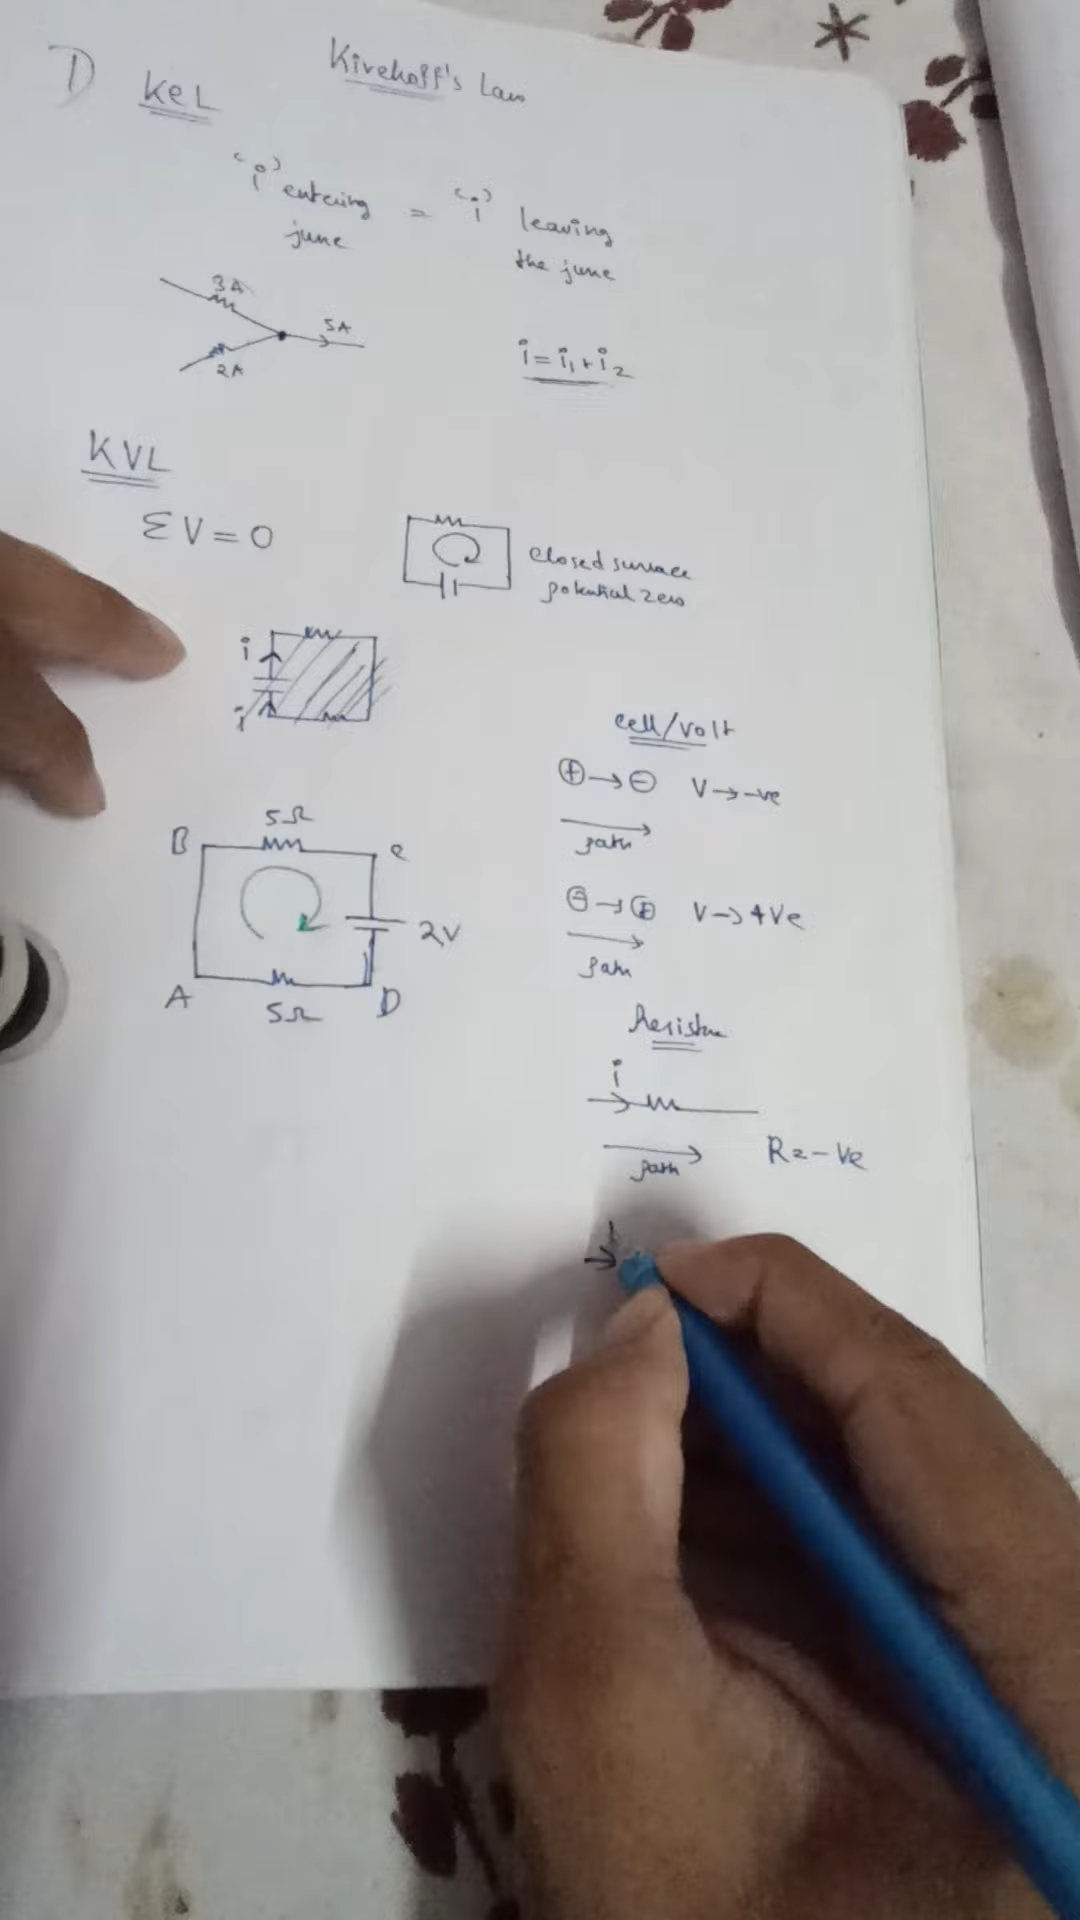 1) KCL
Kirchoff's Law
"i" entering = "i" leaving
junc
the junc
3A
5A
2A
i = i₁ + i₂
KVL
ΣV = 0
closed surface
potential zero
i
i
cell/volt
⊕→⊖ V→-ve
path
⊖→⊕ V→+ve
path
5Ω
B
C
2V
A
5Ω
D
i
path
R = -ve